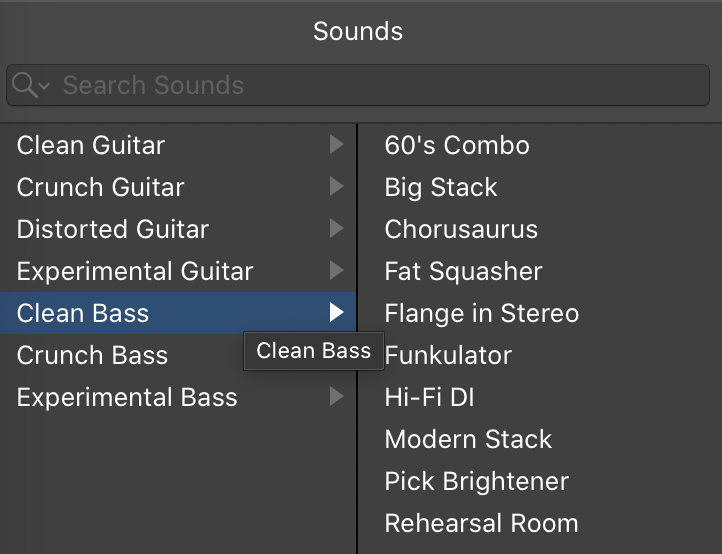 Sounds
Search Sounds
Clean Guitar
Crunch Guitar
Distorted Guitar
Experimental Guitar
Clean Bass
Crunch Bass
Experimental Bass
Clean Bass
60's Combo
Big Stack
Chorusaurus
Fat Squasher
Flange in Stereo
Funkulator
Hi-Fi DI
Modern Stack
Pick Brightener
Rehearsal Room